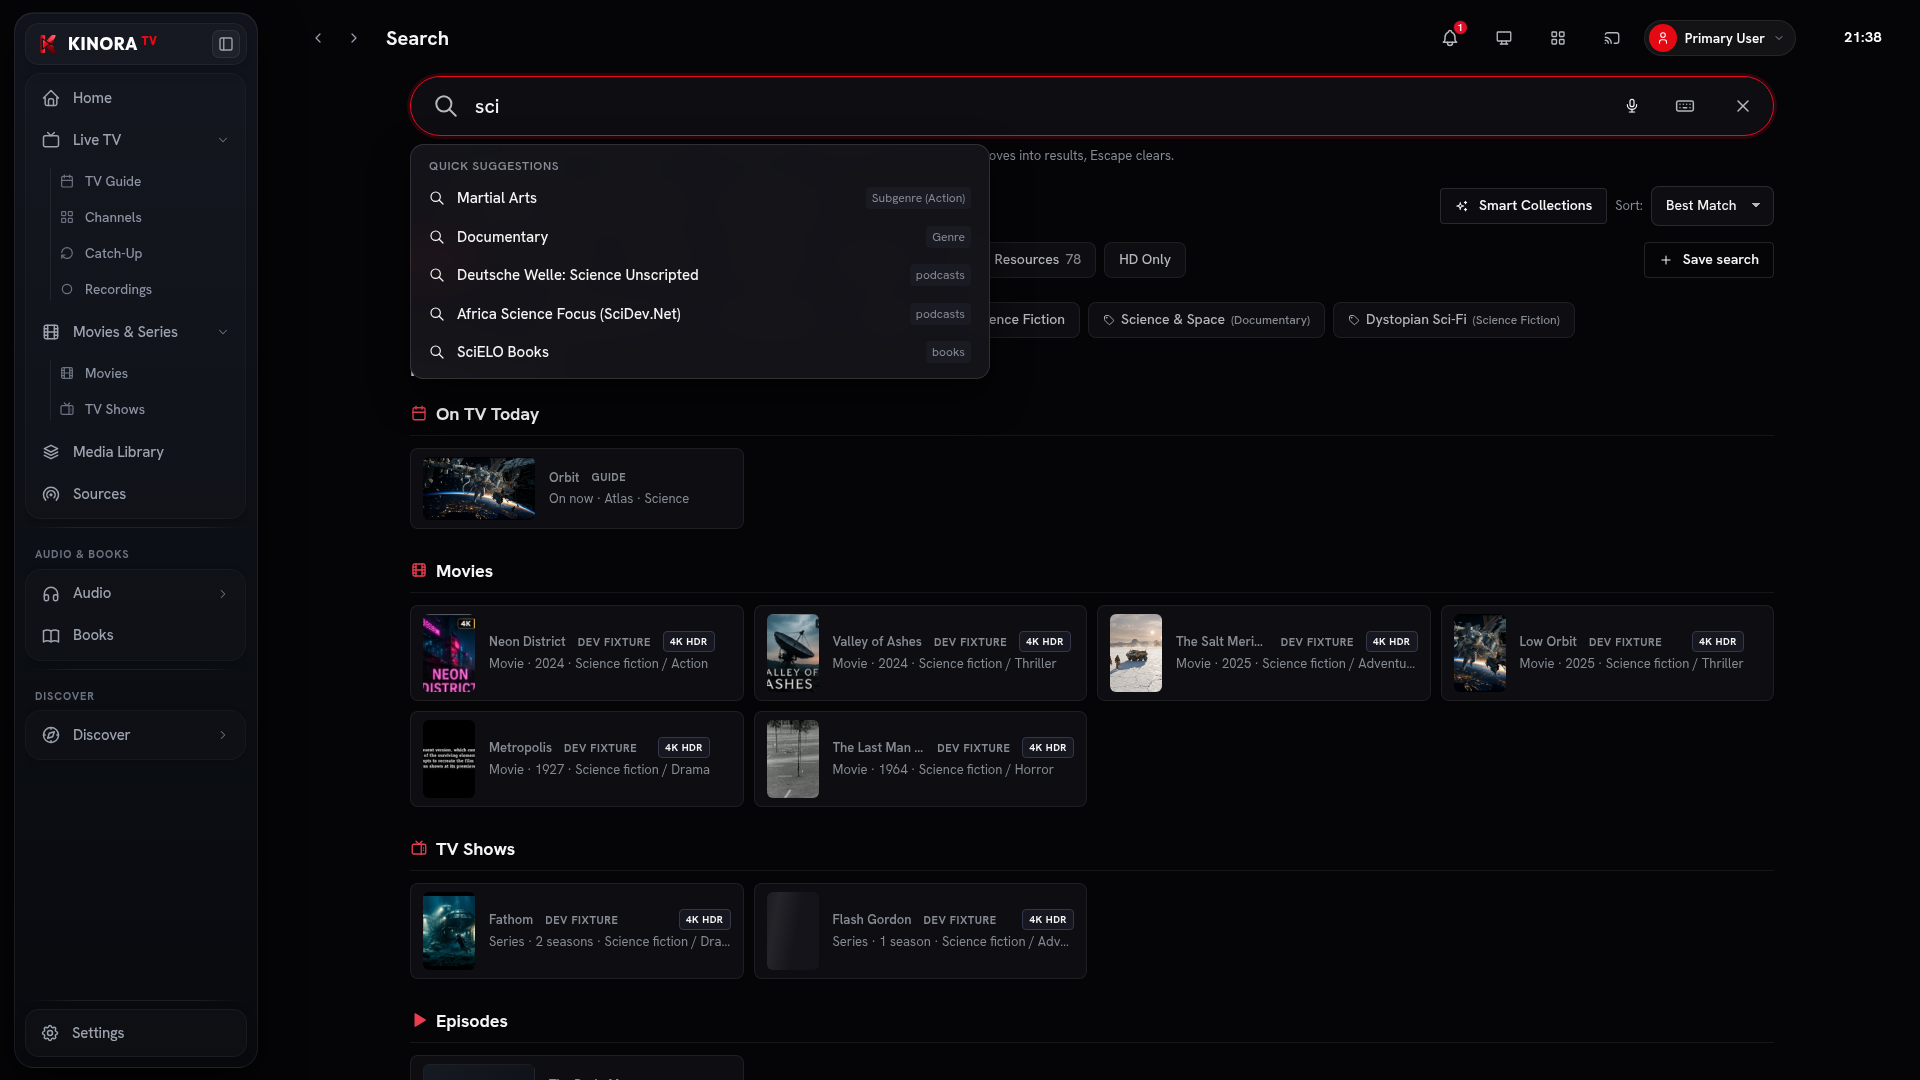 KINORA TV
Search
1
Primary User
21:38
Home
Live TV
TV Guide
Channels
Catch-Up
Recordings
Movies & Series
Movies
TV Shows
Media Library
Sources
AUDIO & BOOKS
Audio
Books
DISCOVER
Discover
Settings
sci
oves into results, Escape clears.
QUICK SUGGESTIONS
Martial Arts Subgenre (Action)
Documentary Genre
Deutsche Welle: Science Unscripted podcasts
Africa Science Focus (SciDev.Net) podcasts
SciELO Books books
Smart Collections Sort: Best Match
Resources 78 HD Only Save search
ence Fiction Science & Space (Documentary) Dystopian Sci-Fi (Science Fiction)
On TV Today
Orbit GUIDE
On now · Atlas · Science
Movies
4K
NEON
DISTRICT
Neon District DEV FIXTURE 4K HDR
Movie · 2024 · Science fiction / Action
ALLEY OF
ASHES
Valley of Ashes DEV FIXTURE 4K HDR
Movie · 2024 · Science fiction / Thriller
The Salt Meri... DEV FIXTURE 4K HDR
Movie · 2025 · Science fiction / Adventu...
Low Orbit DEV FIXTURE 4K HDR
Movie · 2025 · Science fiction / Thriller
Metropolis DEV FIXTURE 4K HDR
Movie · 1927 · Science fiction / Drama
The Last Man ... DEV FIXTURE 4K HDR
Movie · 1964 · Science fiction / Horror
TV Shows
Fathom DEV FIXTURE 4K HDR
Series · 2 seasons · Science fiction / Dra...
Flash Gordon DEV FIXTURE 4K HDR
Series · 1 season · Science fiction / Adv...
Episodes